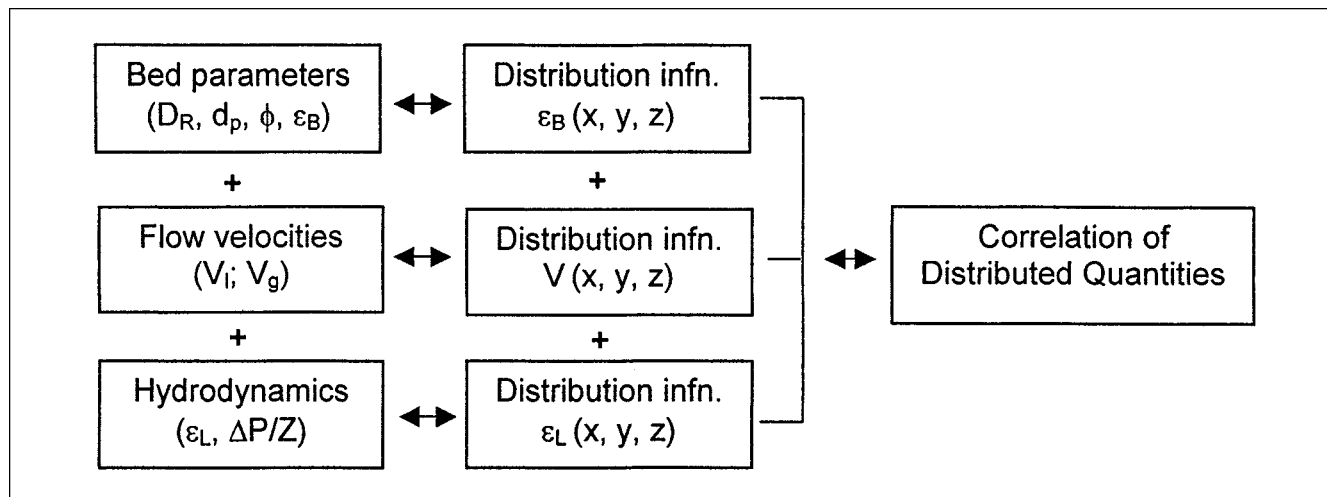 Bed parameters
(D_R, d_p, ϕ, ε_B)
Distribution infn.
ε_B (x, y, z)
+
+
Flow velocities
(V_l; V_g)
Distribution infn.
V (x, y, z)
Correlation of
Distributed Quantities
+
+
Hydrodynamics
(ε_L, ΔP/Z)
Distribution infn.
ε_L (x, y, z)